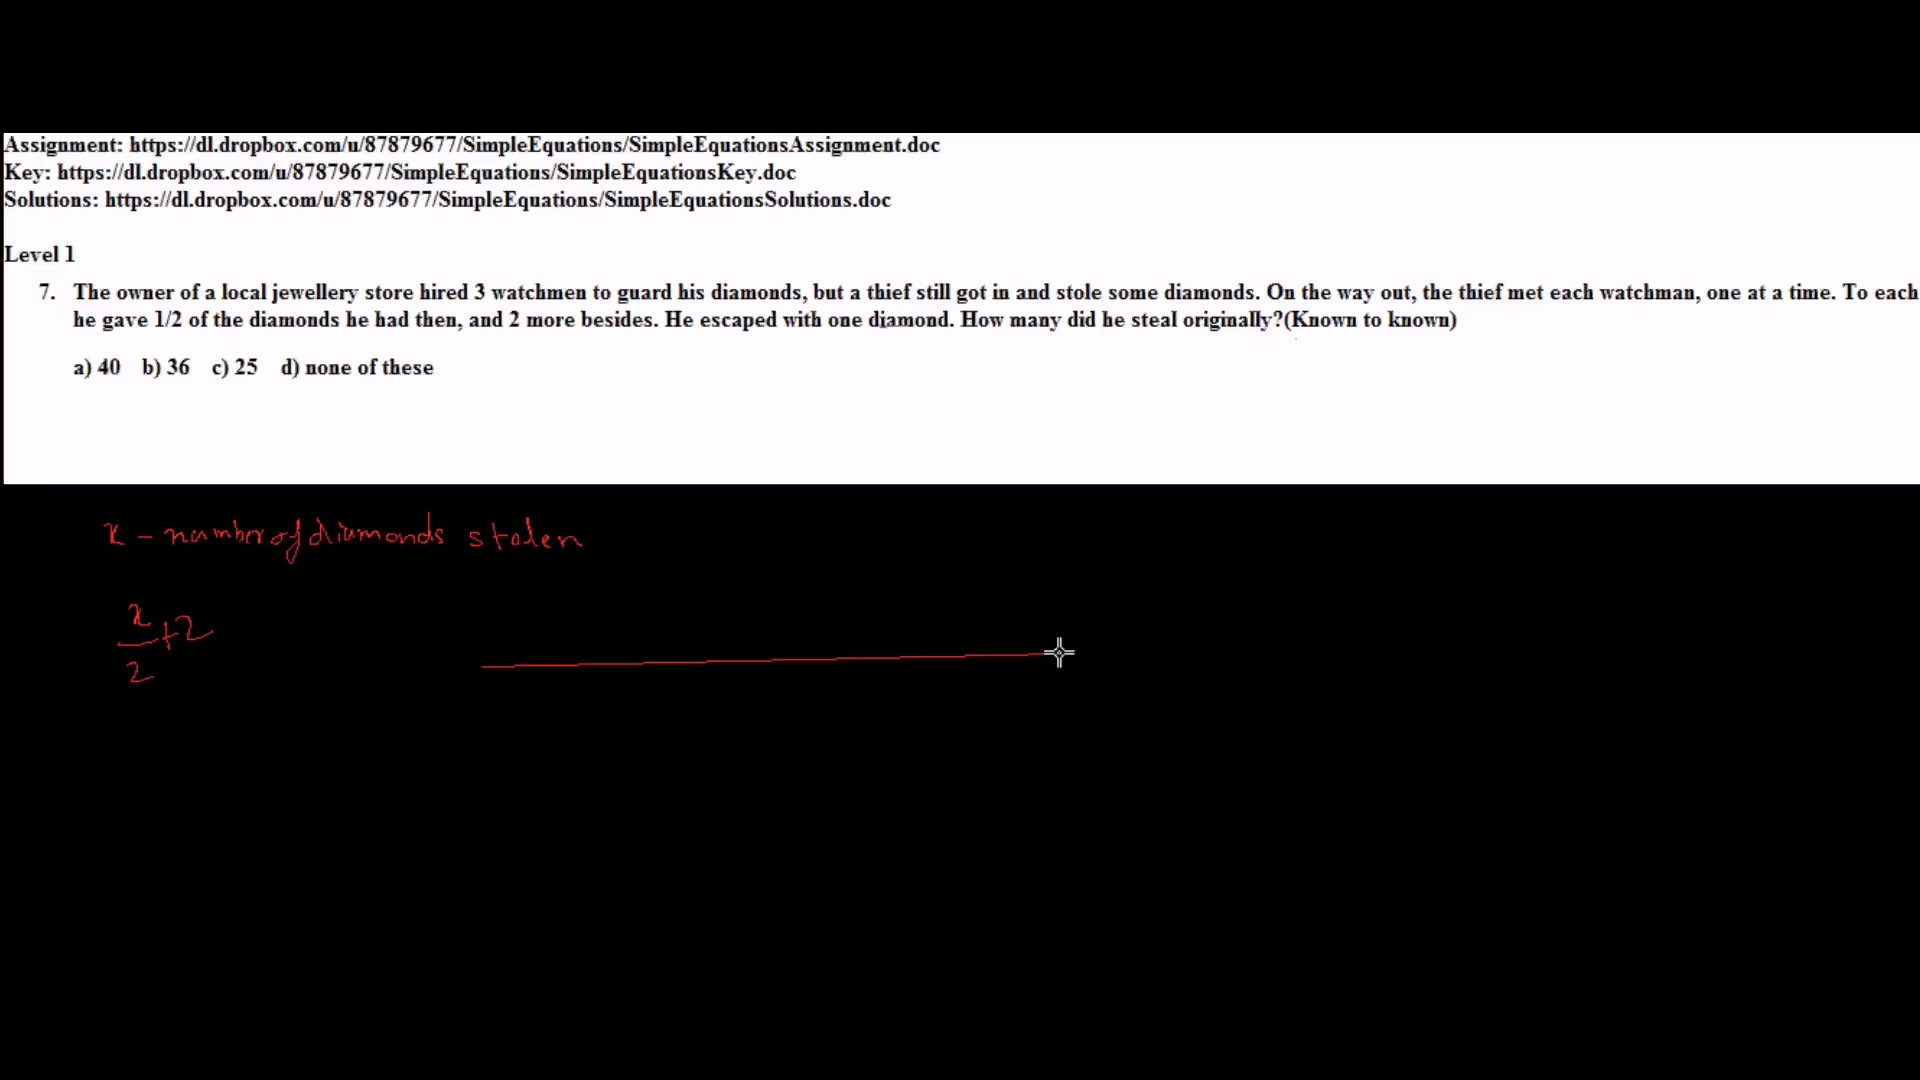 Assignment: https://dl.dropbox.com/u/87879677/SimpleEquations/SimpleEquationsAssignment.doc
Key: https://dl.dropbox.com/u/87879677/SimpleEquations/SimpleEquationsKey.doc
Solutions: https://dl.dropbox.com/u/87879677/SimpleEquations/SimpleEquationsSolutions.doc
Level 1
7. The owner of a local jewellery store hired 3 watchmen to guard his diamonds, but a thief still got in and stole some diamonds. On the way out, the thief met each watchman, one at a time. To each
he gave 1/2 of the diamonds he had then, and 2 more besides. He escaped with one diamond. How many did he steal originally?(Known to known)
a) 40 b) 36 c) 25 d) none of these
x - number of diamonds stolen
x/2 + 2